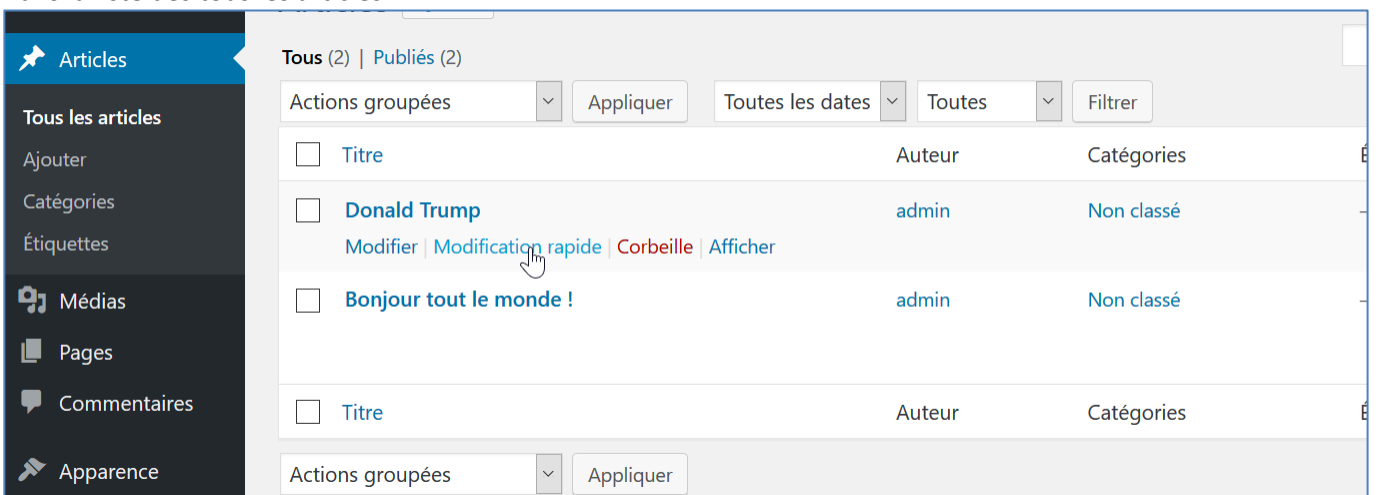 Articles
Tous les articles
Ajouter
Catégories
Étiquettes
Médias
Pages
Commentaires
Apparence
Tous (2) | Publiés (2)
Actions groupées Appliquer Toutes les dates Toutes Filtrer
Titre Auteur Catégories
Donald Trump admin Non classé
Modifier | Modification rapide | Corbeille | Afficher
Bonjour tout le monde ! admin Non classé
Titre Auteur Catégories
Actions groupées Appliquer